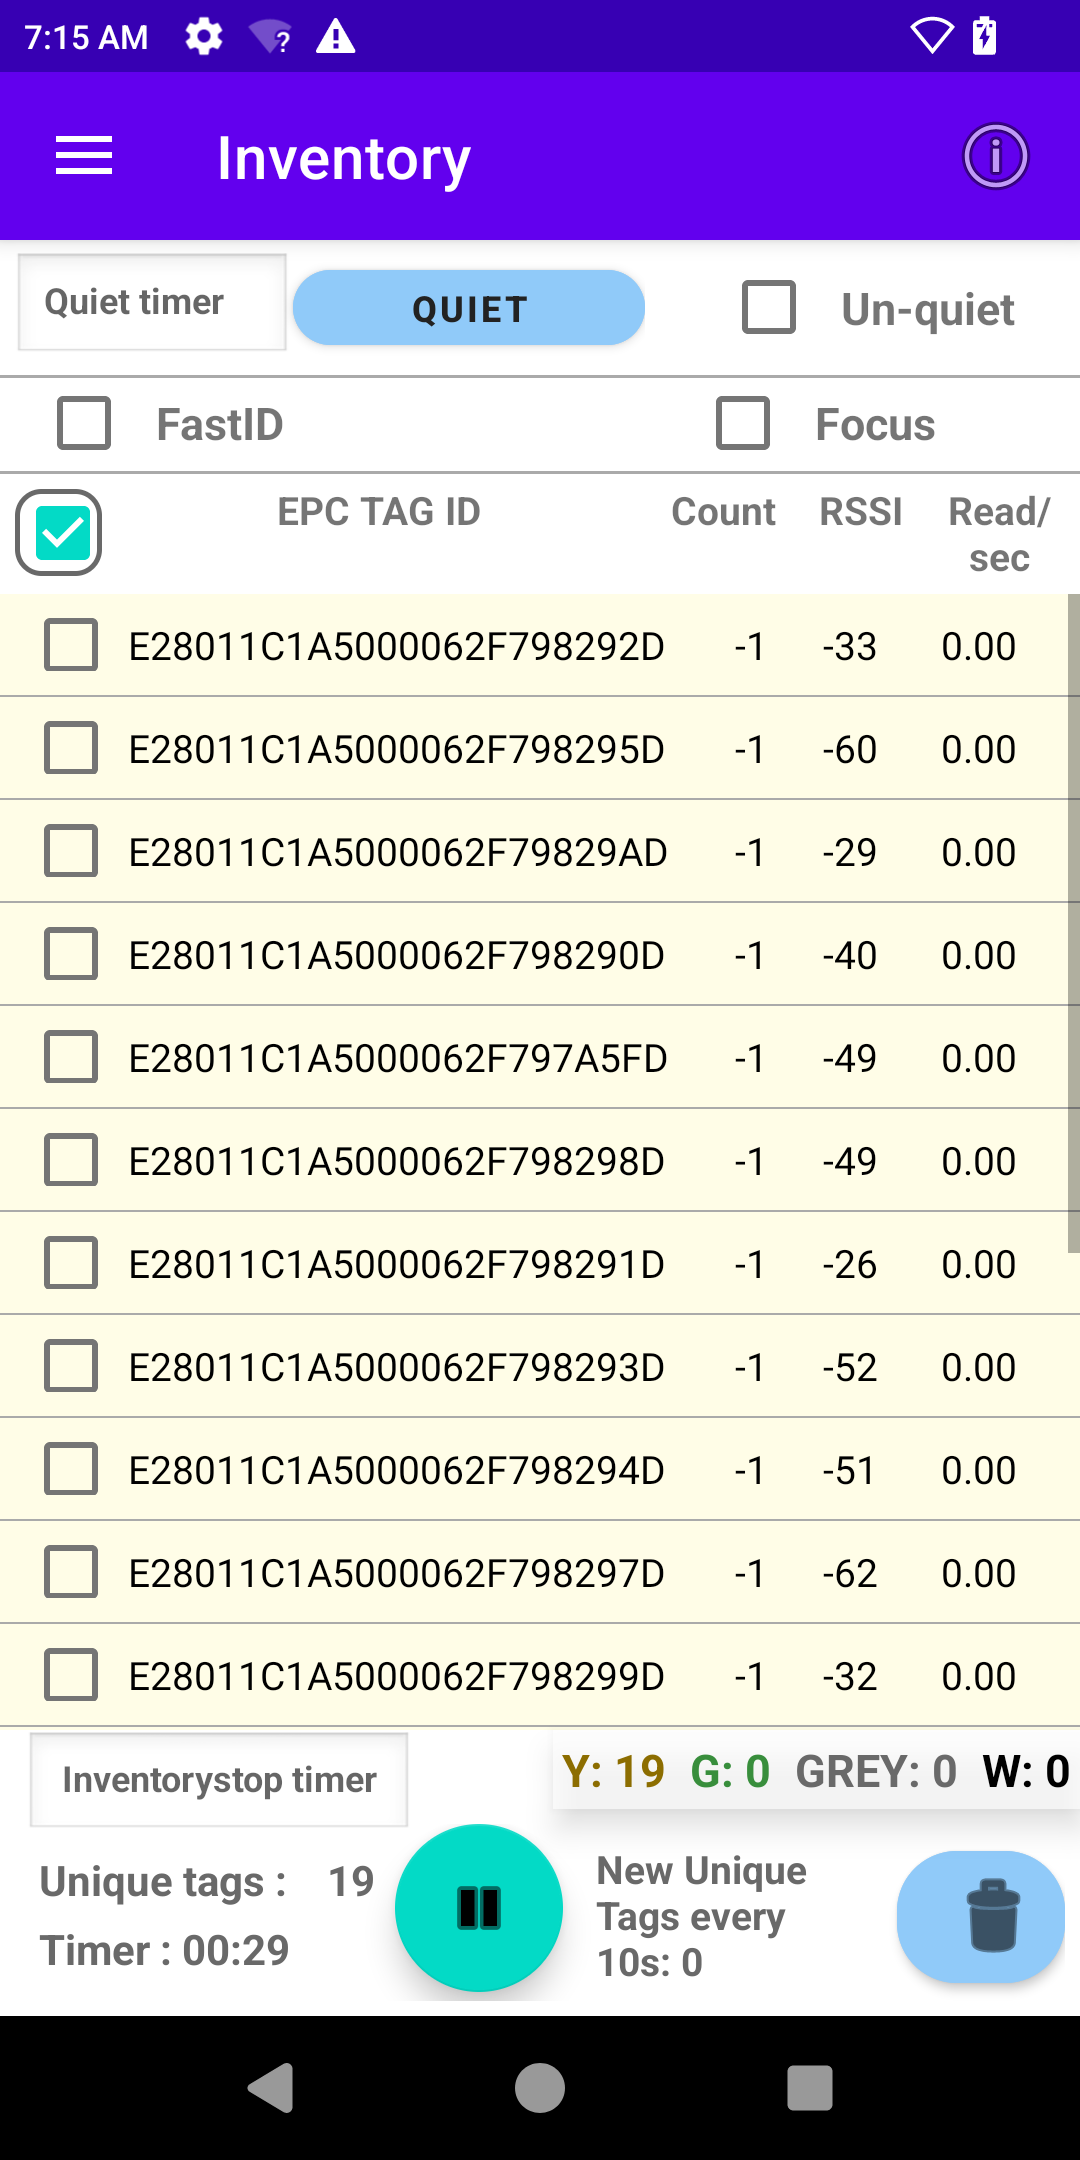 7:15 AM
Inventory
Quiet timer QUIET Un-quiet
FastID Focus
EPC TAG ID Count RSSI Read/
sec
E28011C1A5000062F798292D -1 -33 0.00
E28011C1A5000062F798295D -1 -60 0.00
E28011C1A5000062F79829AD -1 -29 0.00
E28011C1A5000062F798290D -1 -40 0.00
E28011C1A5000062F797A5FD -1 -49 0.00
E28011C1A5000062F798298D -1 -49 0.00
E28011C1A5000062F798291D -1 -26 0.00
E28011C1A5000062F798293D -1 -52 0.00
E28011C1A5000062F798294D -1 -51 0.00
E28011C1A5000062F798297D -1 -62 0.00
E28011C1A5000062F798299D -1 -32 0.00
Inventorystop timer
Y: 19 G: 0 GREY: 0 W: 0
Unique tags : 19
Timer : 00:29
New Unique
Tags every
10s: 0